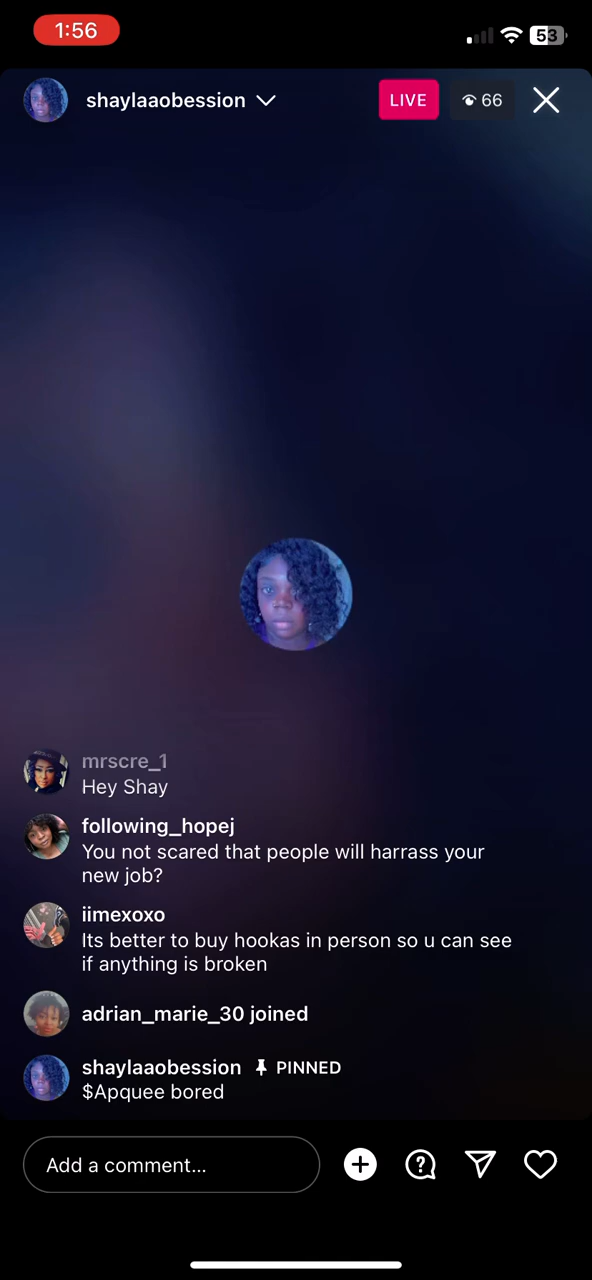 1:56
53
shaylaaobession
LIVE
66
mrscre_1
Hey Shay
following_hopej
You not scared that people will harrass your
new job?
iimexoxo
Its better to buy hookas in person so u can see
if anything is broken
adrian_marie_30 joined
shaylaaobession PINNED
$Apquee bored
Add a comment...